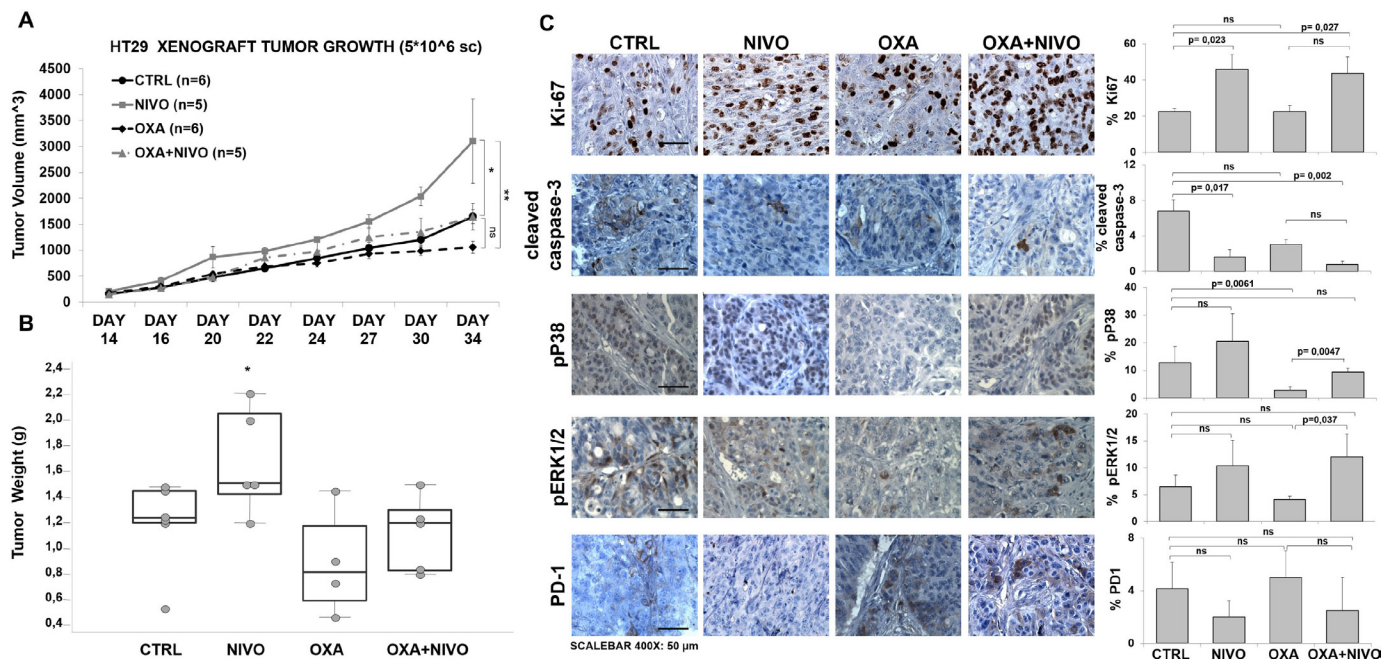 A
HT29 XENOGRAFT TUMOR GROWTH (5*10^6 sc)
Tumor Volume (mm^3)
4500
4000
3500
3000
2500
2000
1500
1000
500
0
CTRL (n=6)
NIVO (n=5)
OXA (n=6)
OXA+NIVO (n=5)
*
**
ns
DAY 14
DAY 16
DAY 20
DAY 22
DAY 24
DAY 27
DAY 30
DAY 34
B
Tumor Weight (g)
2,4
2,2
2,0
1,8
1,6
1,4
1,2
1,0
0,8
0,6
0,4
*
CTRL NIVO OXA OXA+NIVO
C
CTRL NIVO OXA OXA+NIVO
Ki-67
cleaved
caspase-3
pP38
pERK1/2
PD-1
SCALEBAR 400X: 50 µm
% Ki67
60
40
20
0
ns
p= 0,027
p= 0,023
ns
% cleaved
caspase-3
12
8
4
0
ns
p= 0,002
p= 0,017
ns
% pP38
40
30
20
10
0
p= 0,0061
ns
ns
p= 0,0047
% pERK1/2
20
15
10
5
0
ns
ns
p=0,037
ns
% PD1
8
4
0
ns
ns
ns
ns
CTRL NIVO OXA OXA+NIVO